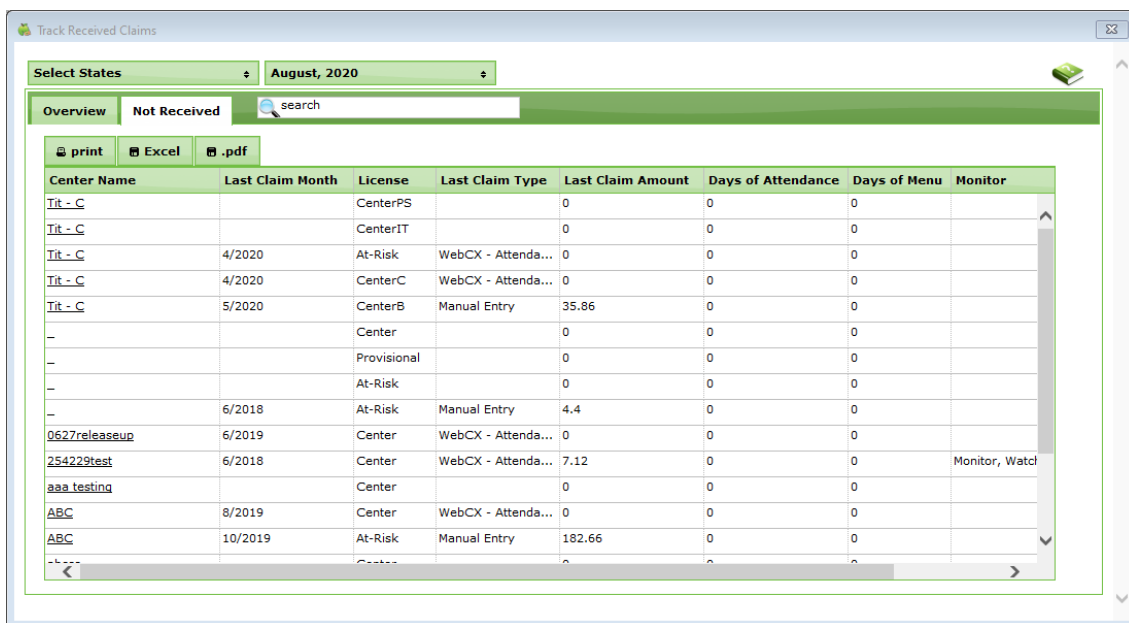 Track Received Claims
Select States August, 2020
Overview Not Received search
print Excel .pdf
Center Name Last Claim Month License Last Claim Type Last Claim Amount Days of Attendance Days of Menu Monitor
Tit - C CenterPS 0 0 0
Tit - C CenterIT 0 0 0
Tit - C 4/2020 At-Risk WebCX - Attenda... 0 0 0
Tit - C 4/2020 CenterC WebCX - Attenda... 0 0 0
Tit - C 5/2020 CenterB Manual Entry 35.86 0 0
_ Center 0 0 0
_ Provisional 0 0 0
_ At-Risk 0 0 0
_ 6/2018 At-Risk Manual Entry 4.4 0 0
0627releaseup 6/2019 Center WebCX - Attenda... 0 0 0
254229test 6/2018 Center WebCX - Attenda... 7.12 0 0 Monitor, Watch
aaa testing Center 0 0 0
ABC 8/2019 Center WebCX - Attenda... 0 0 0
ABC 10/2019 At-Risk Manual Entry 182.66 0 0
Center 0 0 0